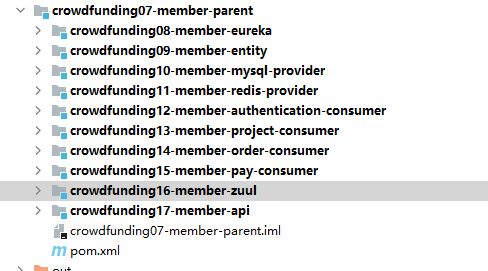 crowdfunding07-member-parent
crowdfunding08-member-eureka
crowdfunding09-member-entity
crowdfunding10-member-mysql-provider
crowdfunding11-member-redis-provider
crowdfunding12-member-authentication-consumer
crowdfunding13-member-project-consumer
crowdfunding14-member-order-consumer
crowdfunding15-member-pay-consumer
crowdfunding16-member-zuul
crowdfunding17-member-api
crowdfunding07-member-parent.iml
m pom.xml